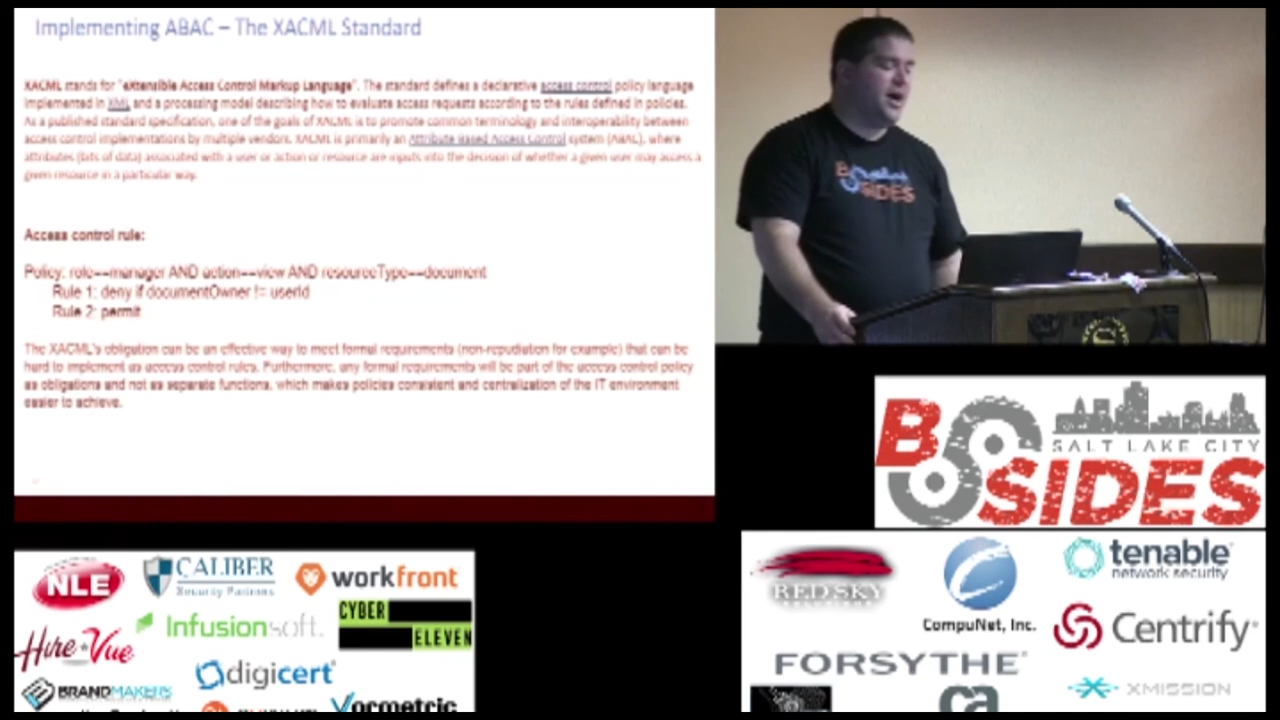 Implementing ABAC – The XACML Standard
XACML stands for "eXtensible Access Control Markup Language". The standard defines a declarative access control policy language
implemented in XML and a processing model describing how to evaluate access requests according to the rules defined in policies.
As a published standard specification, one of the goals of XACML is to promote common terminology and interoperability between
access control implementations by multiple vendors. XACML is primarily an Attribute Based Access Control system (ABAC), where
attributes (bits of data) associated with a user or action or resource are inputs into the decision of whether a given user may access a
given resource in a particular way.
Access control rule:
Policy: role==manager AND action==view AND resourceType==document
Rule 1: deny if documentOwner != userId
Rule 2: permit
The XACML's obligation can be an effective way to meet formal requirements (non-repudiation for example) that can be
hard to implement as access control rules. Furthermore, any formal requirements will be part of the access control policy
as obligations and not as separate functions, which makes policies consistent and centralization of the IT environment
easier to achieve.
B SIDES
BSIDES
SALT LAKE CITY
NLE
CALIBER
Security Partners
workfront
Infusionsoft.
CYBER
ELEVEN
Hire Vue
digicert
BRANDMAKERS
Vormetric
RED SKY
SOLUTIONS
CompuNet, Inc.
tenable
network security
Centrify
FORSYTHE
ca
XMISSION